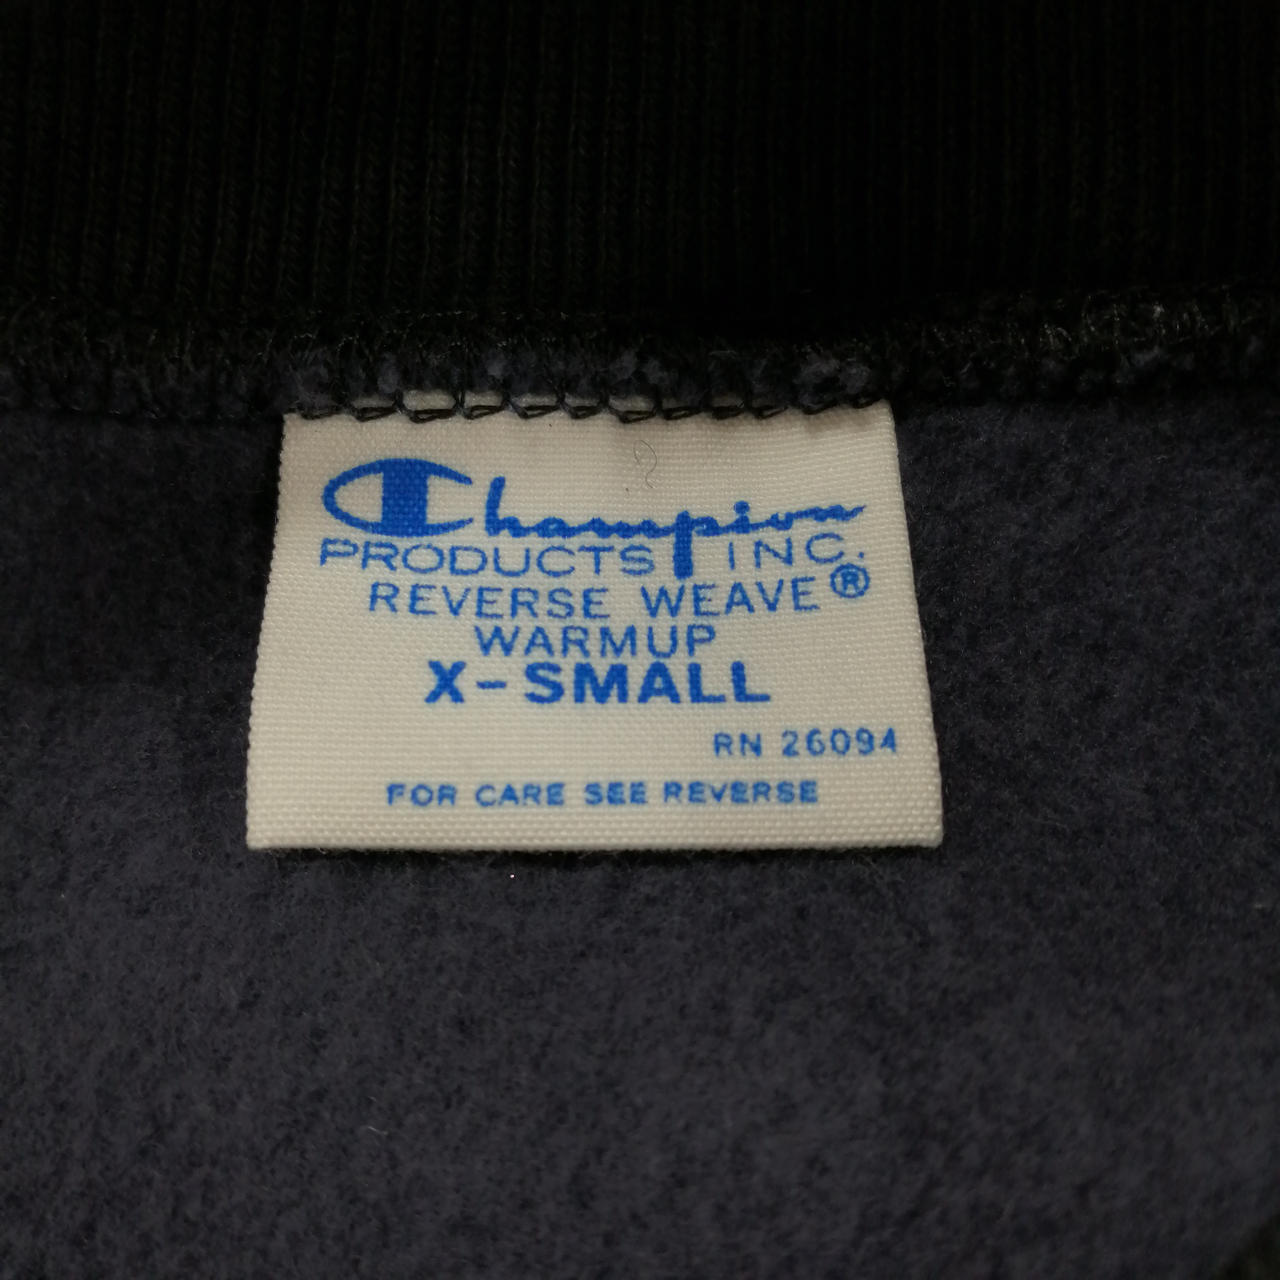 Champion
PRODUCTS INC.
REVERSE WEAVE®
WARMUP
X-SMALL
RN 26094
FOR CARE SEE REVERSE